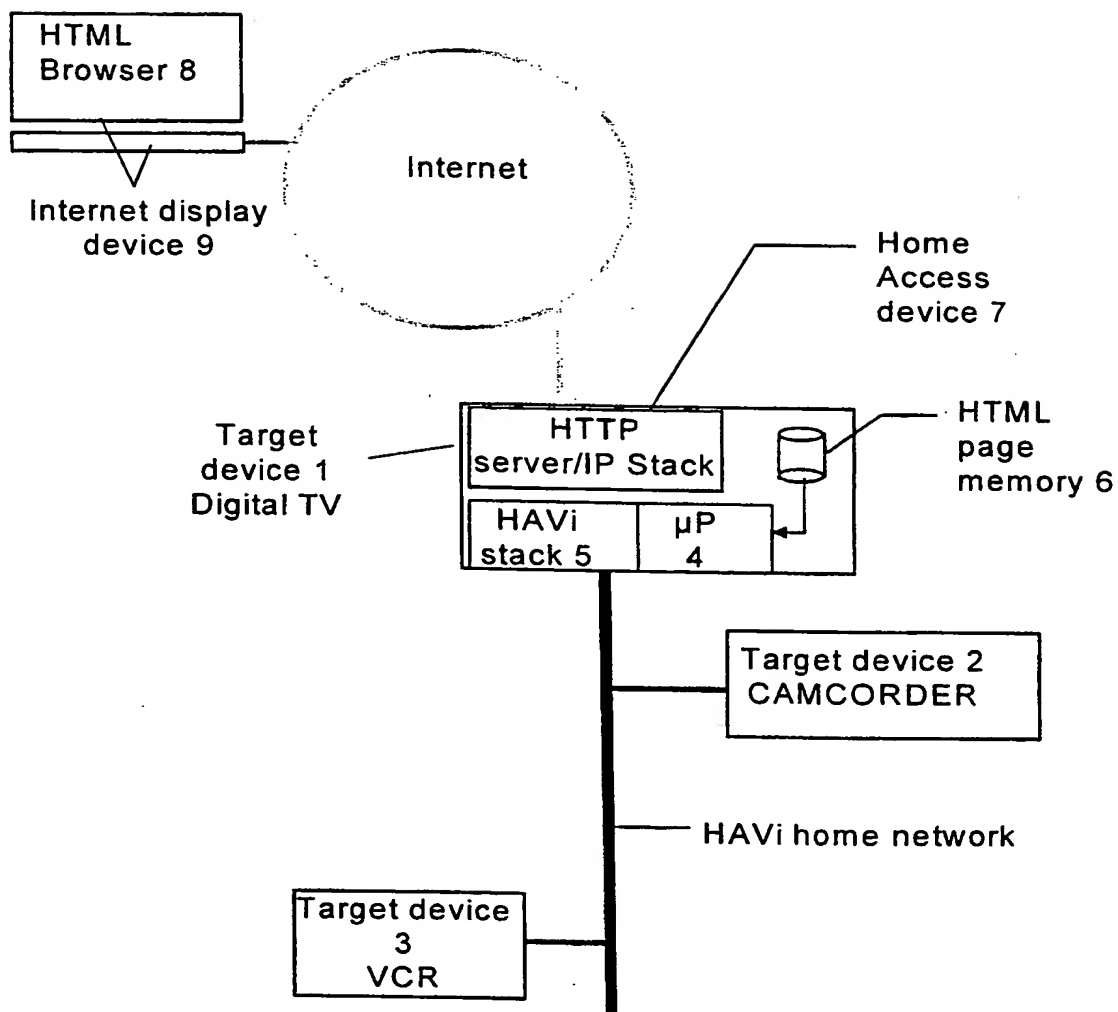 HTML
Browser 8
Internet
Internet display
device 9
Home
Access
device 7
Target
device 1
Digital TV
HTTP
server/IP Stack
HTML
page
memory 6
HAVi
stack 5
µP
4
Target device 2
CAMCORDER
HAVi home network
Target device
3
VCR